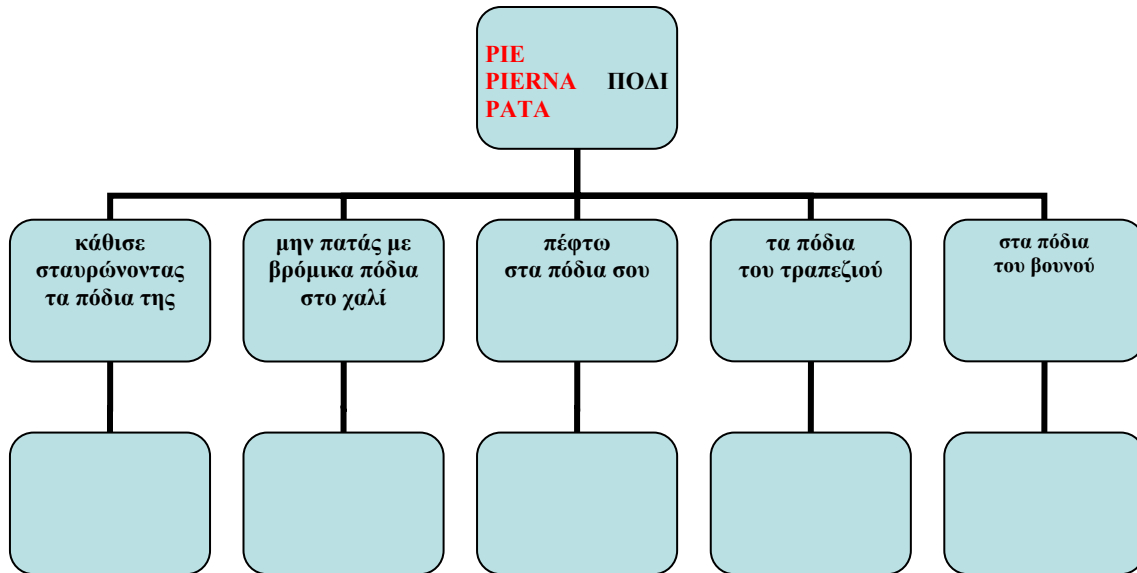 PIE
PIERNA ΠΟΔΙ
PATA
κάθισε
σταυρώνοντας
τα πόδια της
μην πατάς με
βρόμικα πόδια
στο χαλί
πέφτω
στα πόδια σου
τα πόδια
του τραπεζιού
στα πόδια
του βουνού